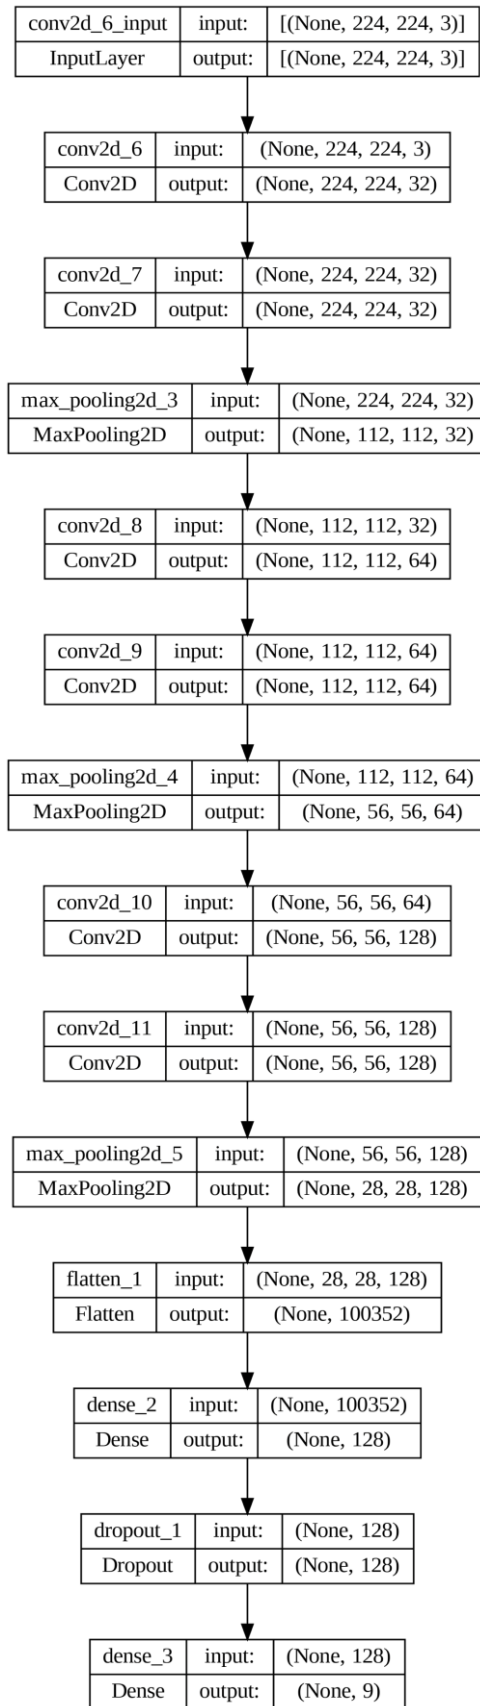 conv2d_6_input input: [(None, 224, 224, 3)]
InputLayer output: [(None, 224, 224, 3)]
conv2d_6 input: (None, 224, 224, 3)
Conv2D output: (None, 224, 224, 32)
conv2d_7 input: (None, 224, 224, 32)
Conv2D output: (None, 224, 224, 32)
max_pooling2d_3 input: (None, 224, 224, 32)
MaxPooling2D output: (None, 112, 112, 32)
conv2d_8 input: (None, 112, 112, 32)
Conv2D output: (None, 112, 112, 64)
conv2d_9 input: (None, 112, 112, 64)
Conv2D output: (None, 112, 112, 64)
max_pooling2d_4 input: (None, 112, 112, 64)
MaxPooling2D output: (None, 56, 56, 64)
conv2d_10 input: (None, 56, 56, 64)
Conv2D output: (None, 56, 56, 128)
conv2d_11 input: (None, 56, 56, 128)
Conv2D output: (None, 56, 56, 128)
max_pooling2d_5 input: (None, 56, 56, 128)
MaxPooling2D output: (None, 28, 28, 128)
flatten_1 input: (None, 28, 28, 128)
Flatten output: (None, 100352)
dense_2 input: (None, 100352)
Dense output: (None, 128)
dropout_1 input: (None, 128)
Dropout output: (None, 128)
dense_3 input: (None, 128)
Dense output: (None, 9)